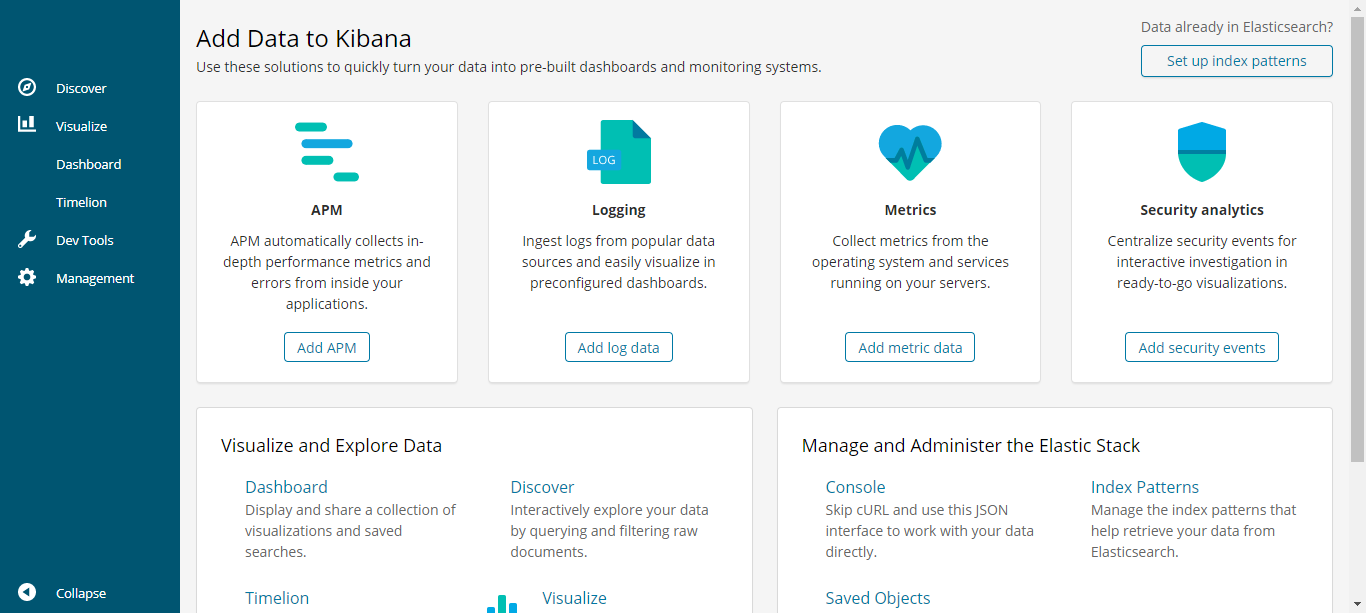 Discover
Visualize
Dashboard
Timelion
Dev Tools
Management
Collapse
Add Data to Kibana
Use these solutions to quickly turn your data into pre-built dashboards and monitoring systems.
Data already in Elasticsearch?
Set up index patterns
APM
APM automatically collects in-
depth performance metrics and
errors from inside your
applications.
Add APM
LOG
Logging
Ingest logs from popular data
sources and easily visualize in
preconfigured dashboards.
Add log data
Metrics
Collect metrics from the
operating system and services
running on your servers.
Add metric data
Security analytics
Centralize security events for
interactive investigation in
ready-to-go visualizations.
Add security events
Visualize and Explore Data
Dashboard
Display and share a collection of
visualizations and saved
searches.
Discover
Interactively explore your data
by querying and filtering raw
documents.
Timelion
Visualize
Manage and Administer the Elastic Stack
Console
Skip cURL and use this JSON
interface to work with your data
directly.
Index Patterns
Manage the index patterns that
help retrieve your data from
Elasticsearch.
Saved Objects